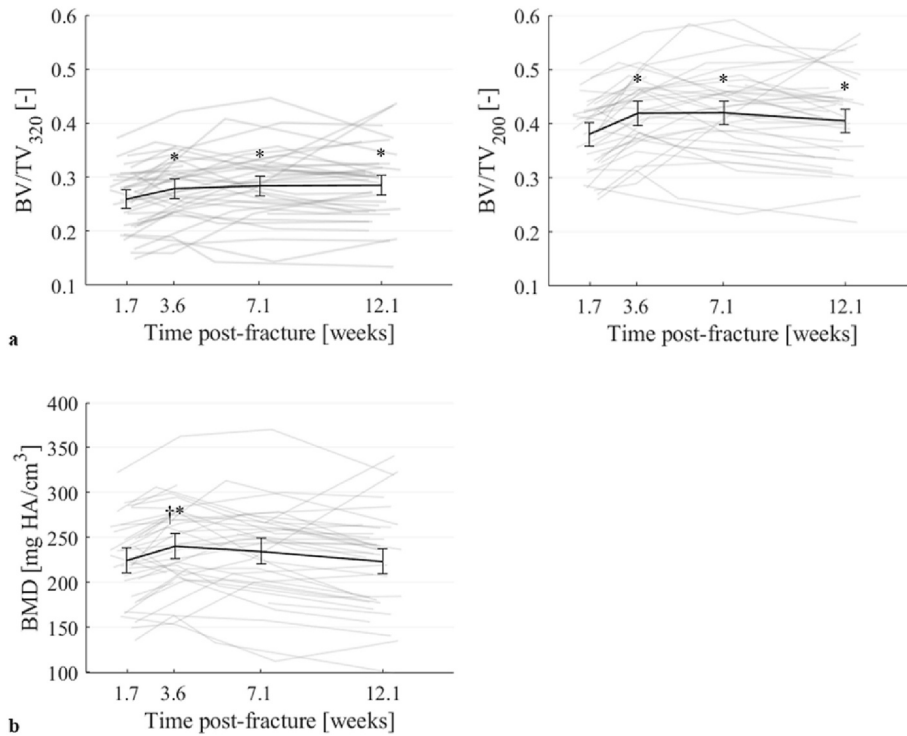 0.6
0.5
0.4
0.3
0.2
0.1
BV/TV320 [-]
* * *
1.7 3.6 7.1 12.1
Time post-fracture [weeks]
0.6
0.5
0.4
0.3
0.2
0.1
BV/TV200 [-]
* * *
1.7 3.6 7.1 12.1
Time post-fracture [weeks]
a
400
350
300
250
200
150
100
BMD [mg HA/cm³]
†*
1.7 3.6 7.1 12.1
Time post-fracture [weeks]
b